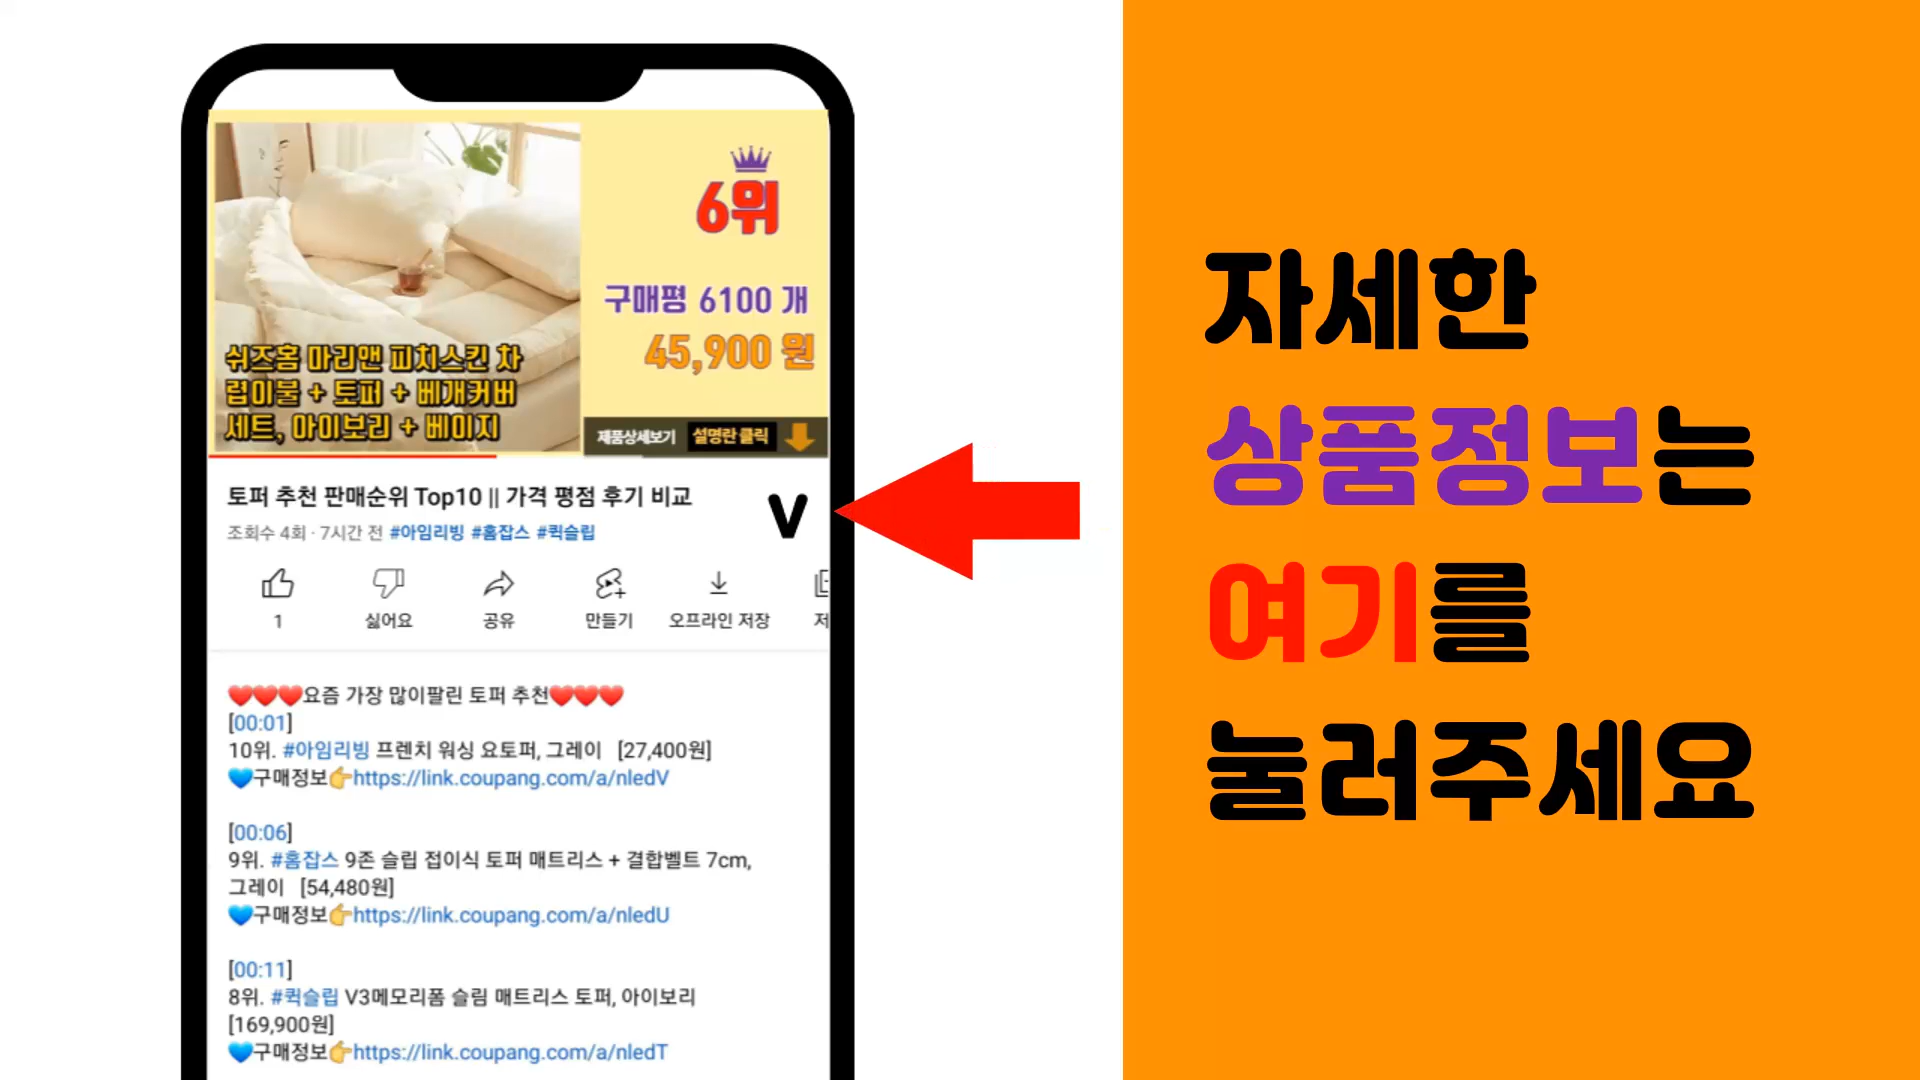 6위
구매평 6100 개
45,900 원
쉬즈홈 마리앤 피치스킨 차
렵이불 + 토퍼 + 베개커버
세트, 아이보리 + 베이지
제품상세보기 설명란 클릭
토퍼 추천 판매순위 Top10 || 가격 평점 후기 비교
V
조회수 4회 · 7시간 전 #아임리빙 #홈잡스 #퀵슬립
1 싫어요 공유 만들기 오프라인 저장 저
❤️❤️❤️요즘 가장 많이팔린 토퍼 추천❤️❤️❤️
[00:01]
10위. #아임리빙 프렌치 워싱 요토퍼, 그레이 [27,400원]
💙구매정보👉https://link.coupang.com/a/nledV
[00:06]
9위. #홈잡스 9존 슬립 접이식 토퍼 매트리스 + 결합벨트 7cm,
그레이 [54,480원]
💙구매정보👉https://link.coupang.com/a/nledU
[00:11]
8위. #퀵슬립 V3메모리폼 슬림 매트리스 토퍼, 아이보리
[169,900원]
💙구매정보👉https://link.coupang.com/a/nledT
자세한
상품정보는
여기를
눌러주세요